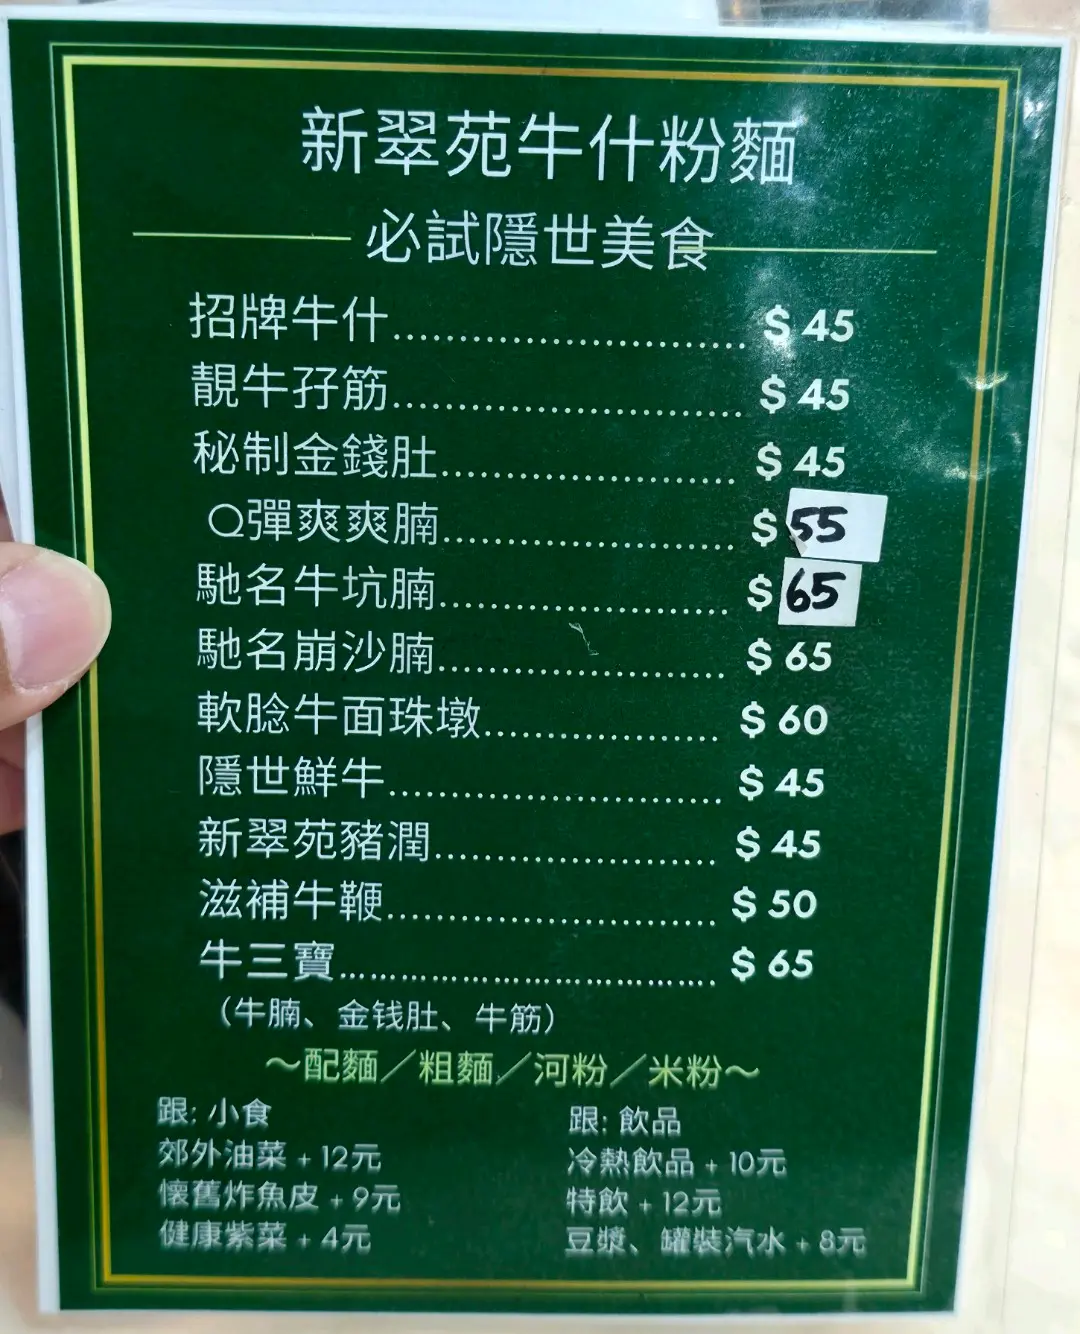 新翠苑牛什粉麵
必試隱世美食
招牌牛什........................................ $ 45
靚牛孖筋........................................ $ 45
秘制金錢肚.................................. $ 45
Q彈爽爽腩.................................. $ 55
馳名牛坑腩.................................. $ 65
馳名崩沙腩.................................. $ 65
軟腍牛面珠墩........................... $ 60
隱世鮮牛........................................ $ 45
新翠苑豬潤.................................. $ 45
滋補牛鞭........................................ $ 50
牛三寶............................................. $ 65
（牛腩、金钱肚、牛筋）
～配麵／粗麵／河粉／米粉～
跟: 小食
郊外油菜 + 12元
懷舊炸魚皮 + 9元
健康紫菜 + 4元
跟: 飲品
冷熱飲品 + 10元
特飲 + 12元
豆漿、罐裝汽水 + 8元